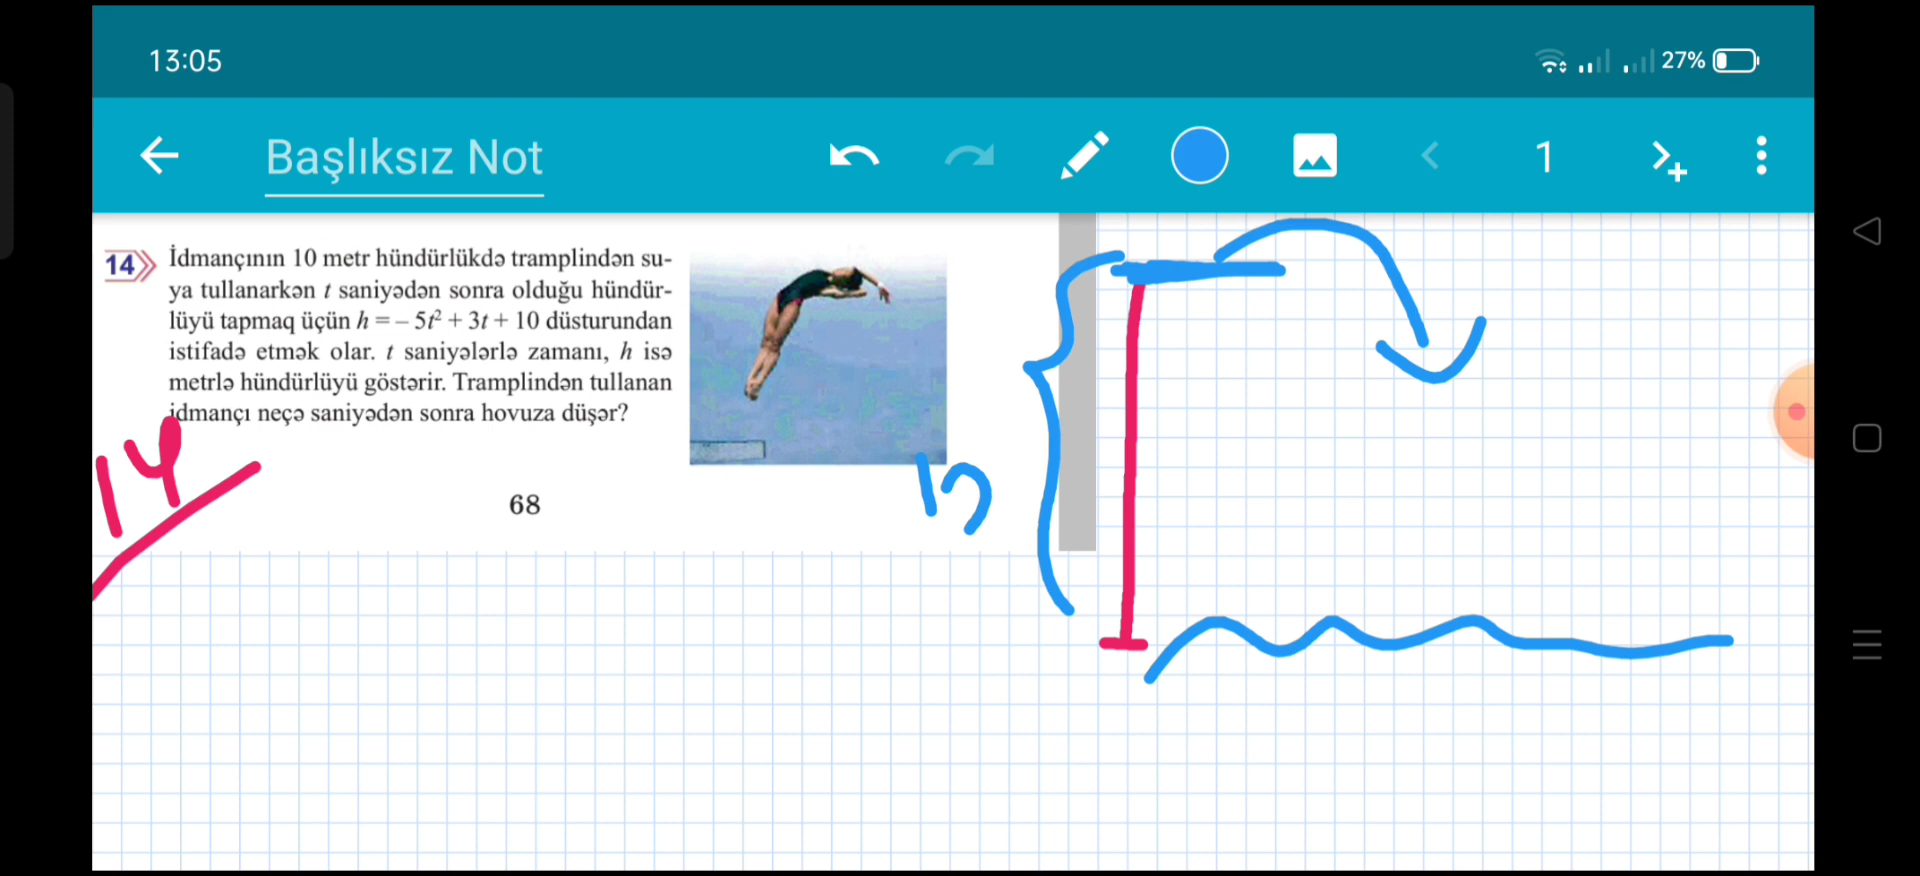 13:05
27%
Başlıksız Not
1
14
İdmançının 10 metr hündürlükdə tramplindən su-
ya tullanarkən t saniyədən sonra olduğu hündür-
lüyü tapmaq üçün h = – 5t² + 3t + 10 düsturundan
istifadə etmək olar. t saniyələrlə zamanı, h isə
metrlə hündürlüyü göstərir. Tramplindən tullanan
idmançı neçə saniyədən sonra hovuza düşər?
14
68